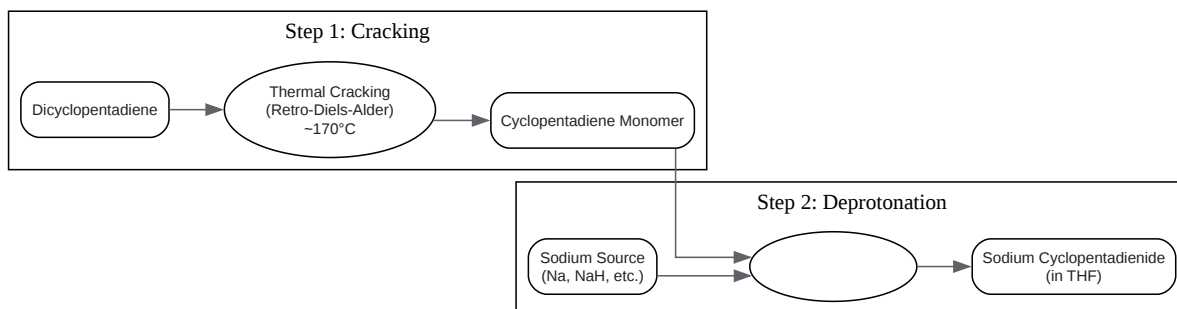 Step 1: Cracking
Dicyclopentadiene
Thermal Cracking
(Retro-Diels-Alder)
~170°C
Cyclopentadiene Monomer
Step 2: Deprotonation
Sodium Source
(Na, NaH, etc.)
Sodium Cyclopentadienide
(in THF)